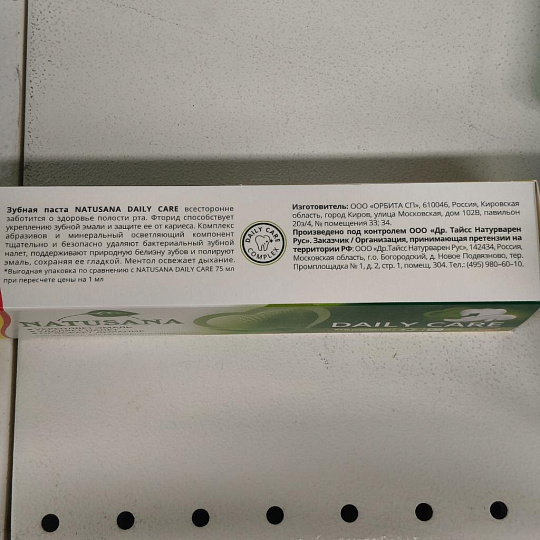 Зубная паста NATUSANA DAILY CARE всесторонне
заботится о здоровье полости рта. Фторид способствует
укреплению зубной эмали и защите ее от кариеса. Комплекс
абразивов и минеральный осветляющий компонент
тщательно и безопасно удаляют бактериальный зубной
налет, поддерживают природную белизну зубов и полируют
эмаль, сохраняя ее гладкой. Ментол освежает дыхание.
*Выгодная упаковка по сравнению с NATUSANA DAILY CARE 75 мл
при пересчете цены на 1 мл
DAILY CARE
COMPLEX
Изготовитель: ООО «ОРБИТА СП», 610046, Россия, Кировская
область, город Киров, улица Московская, дом 102В, павильон
20з/4, № помещения 33; 34.
Произведено под контролем ООО «Др. Тайсс Натурварен
Рус». Заказчик / Организация, принимающая претензии на
территории РФ: ООО «Др.Тайсс Натурварен Рус», 142434, Россия,
Московская область, г.о. Богородский, д. Новое Подвязново, тер.
Промплощадка № 1, д. 2, стр. 1, помещ. 304. Тел.: (495) 980–60–10.
NATUSANA
DAILY CARE